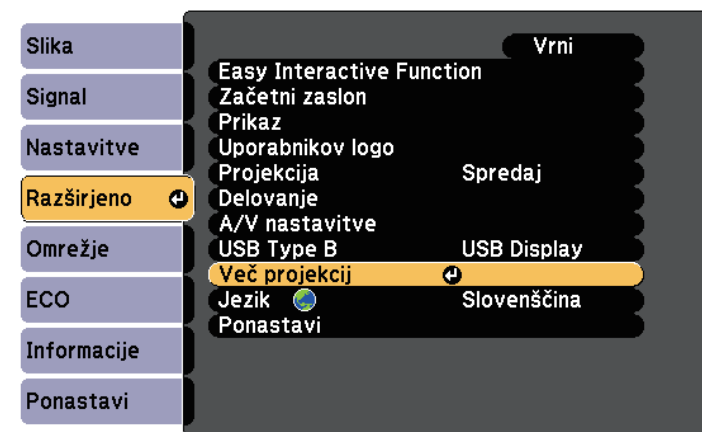 Slika
Signal
Nastavitve
Razširjeno
Omrežje
ECO
Informacije
Ponastavi
Vrni
Easy Interactive Function
Začetni zaslon
Prikaz
Uporabnikov logo
Projekcija Spredaj
Delovanje
A/V nastavitve
USB Type B USB Display
Več projekcij
Jezik Slovenščina
Ponastavi